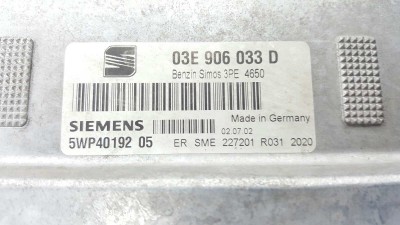 03E 906 033 D
Benzin Simos 3PE 4650
Made in Germany
SIEMENS
02.07.02
5WP40192 05
ER SME 227201 R031 2020